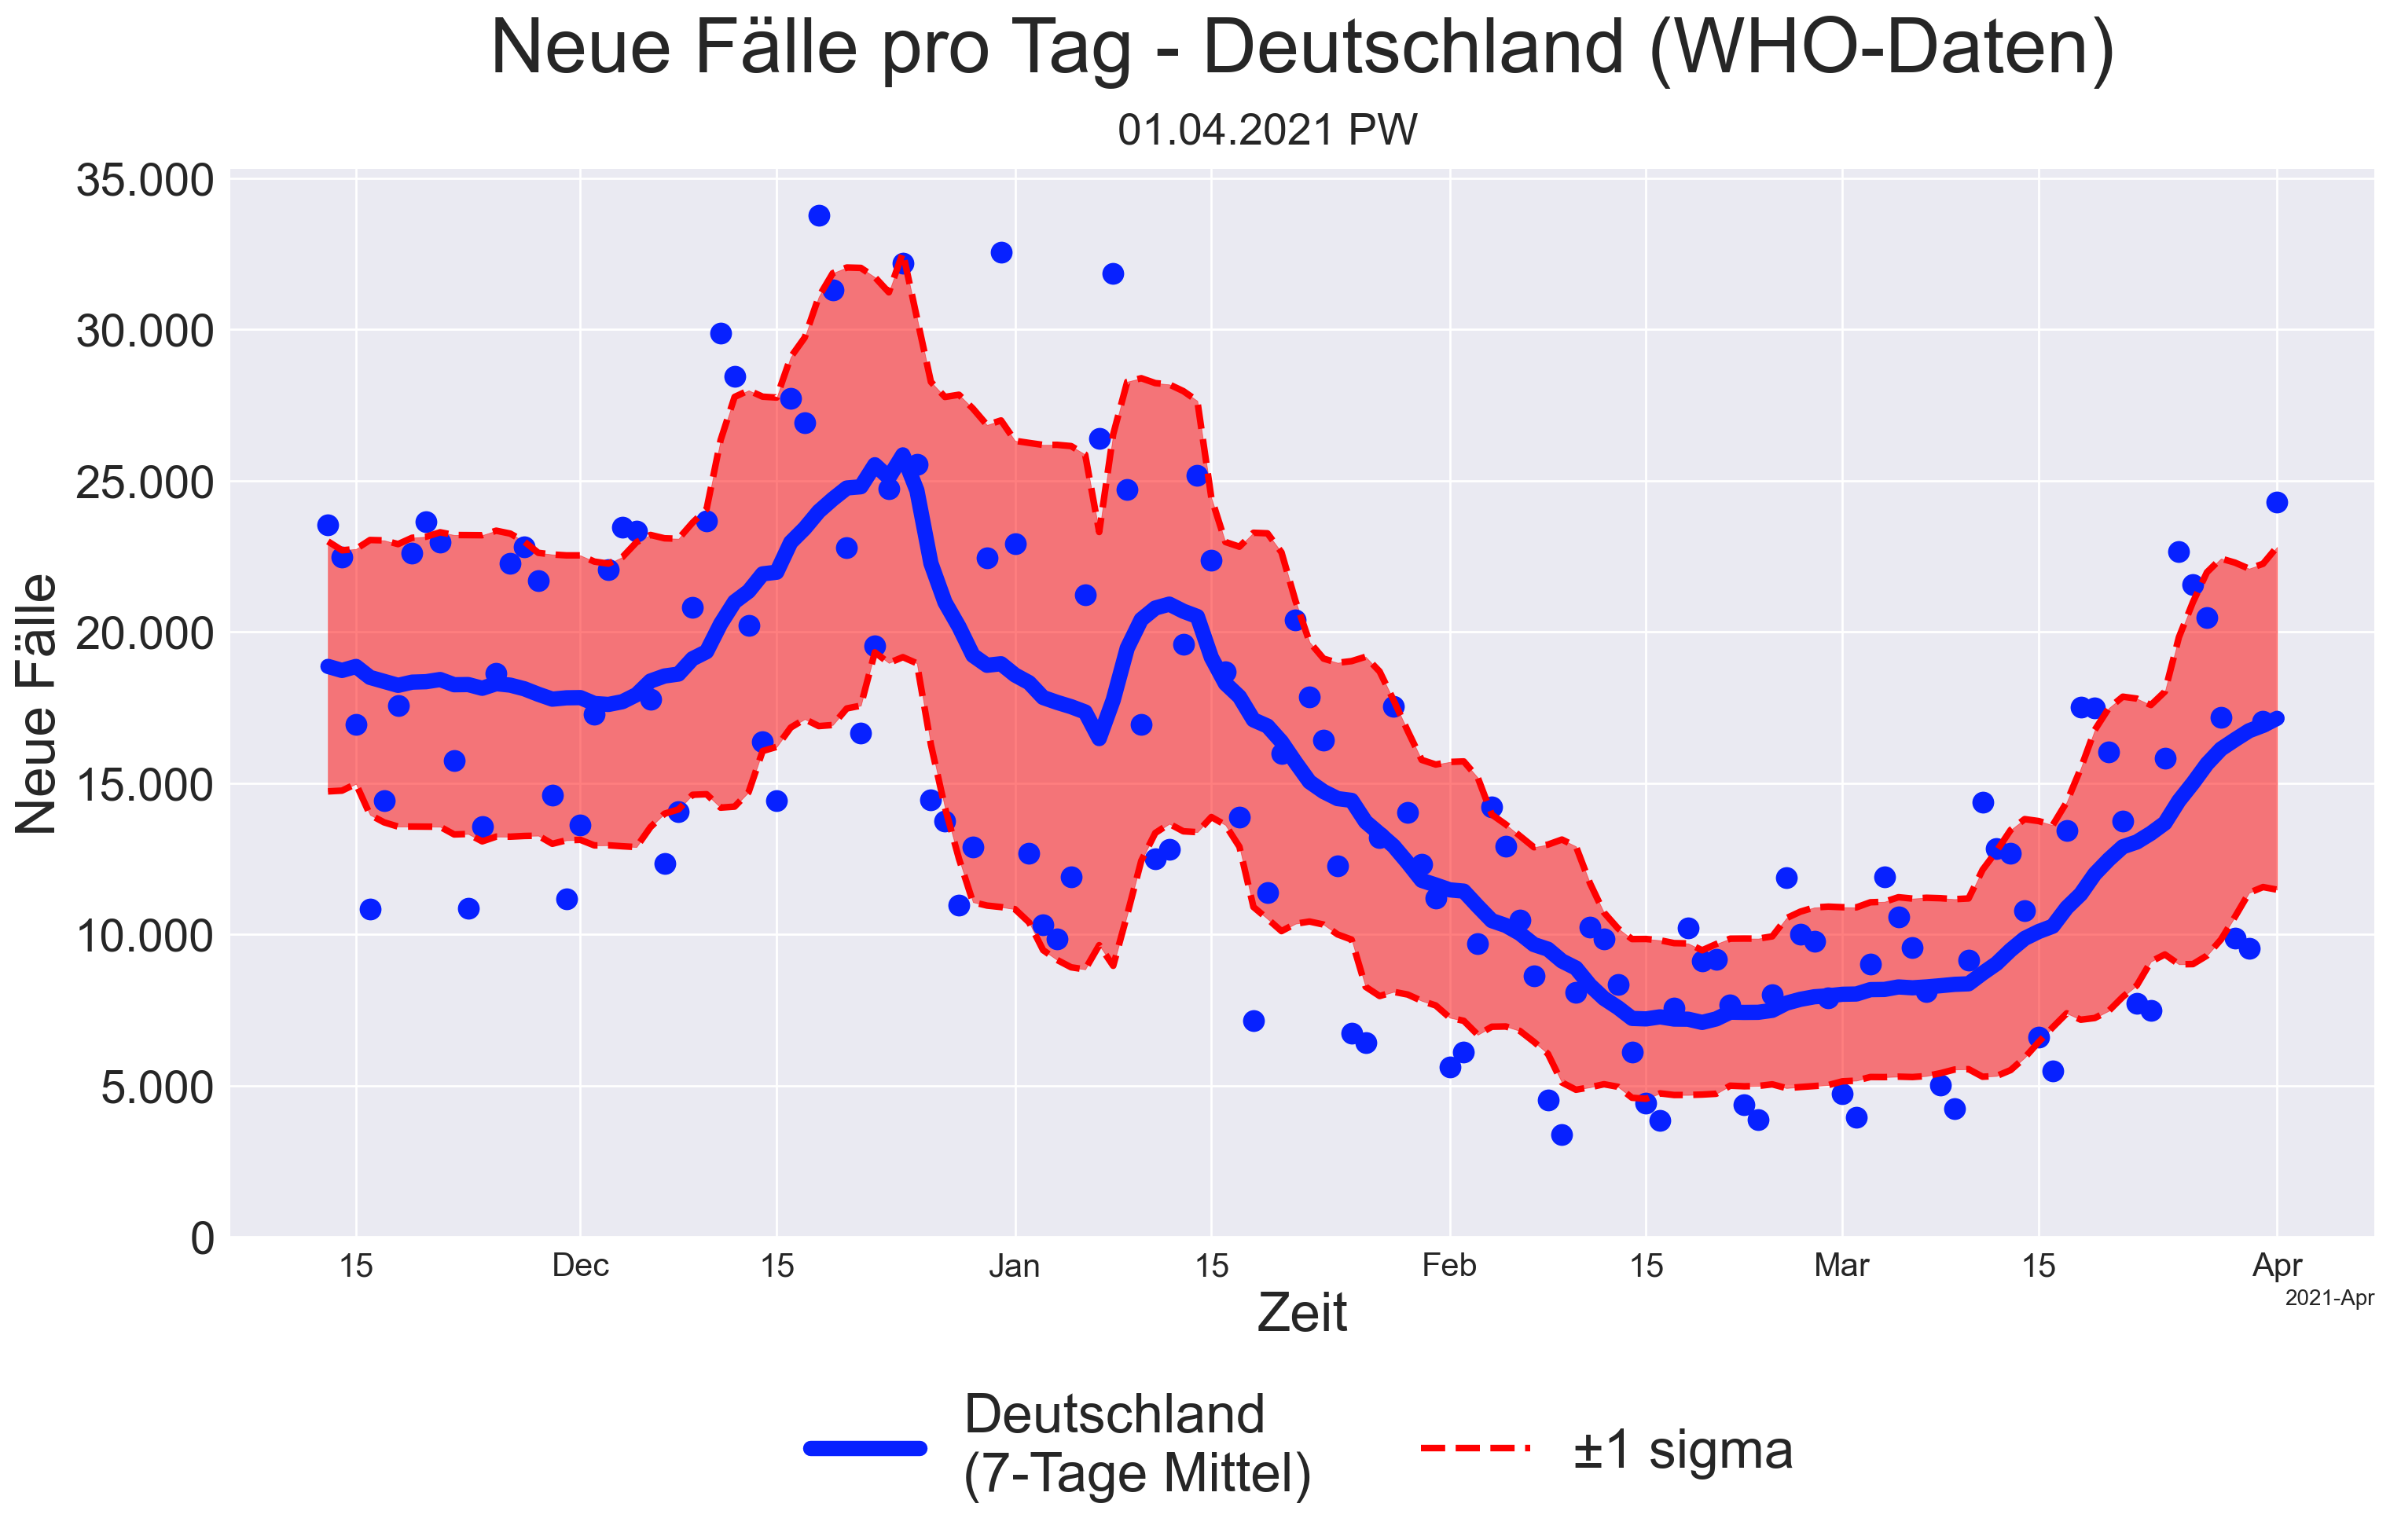 Neue Fälle pro Tag - Deutschland (WHO-Daten)
01.04.2021 PW
35.000
30.000
25.000
20.000
15.000
10.000
5.000
0
Neue Fälle
15 Dec 15 Jan 15 Feb 15 Mar 15 Apr
2021-Apr
Zeit
Deutschland
(7-Tage Mittel)
±1 sigma